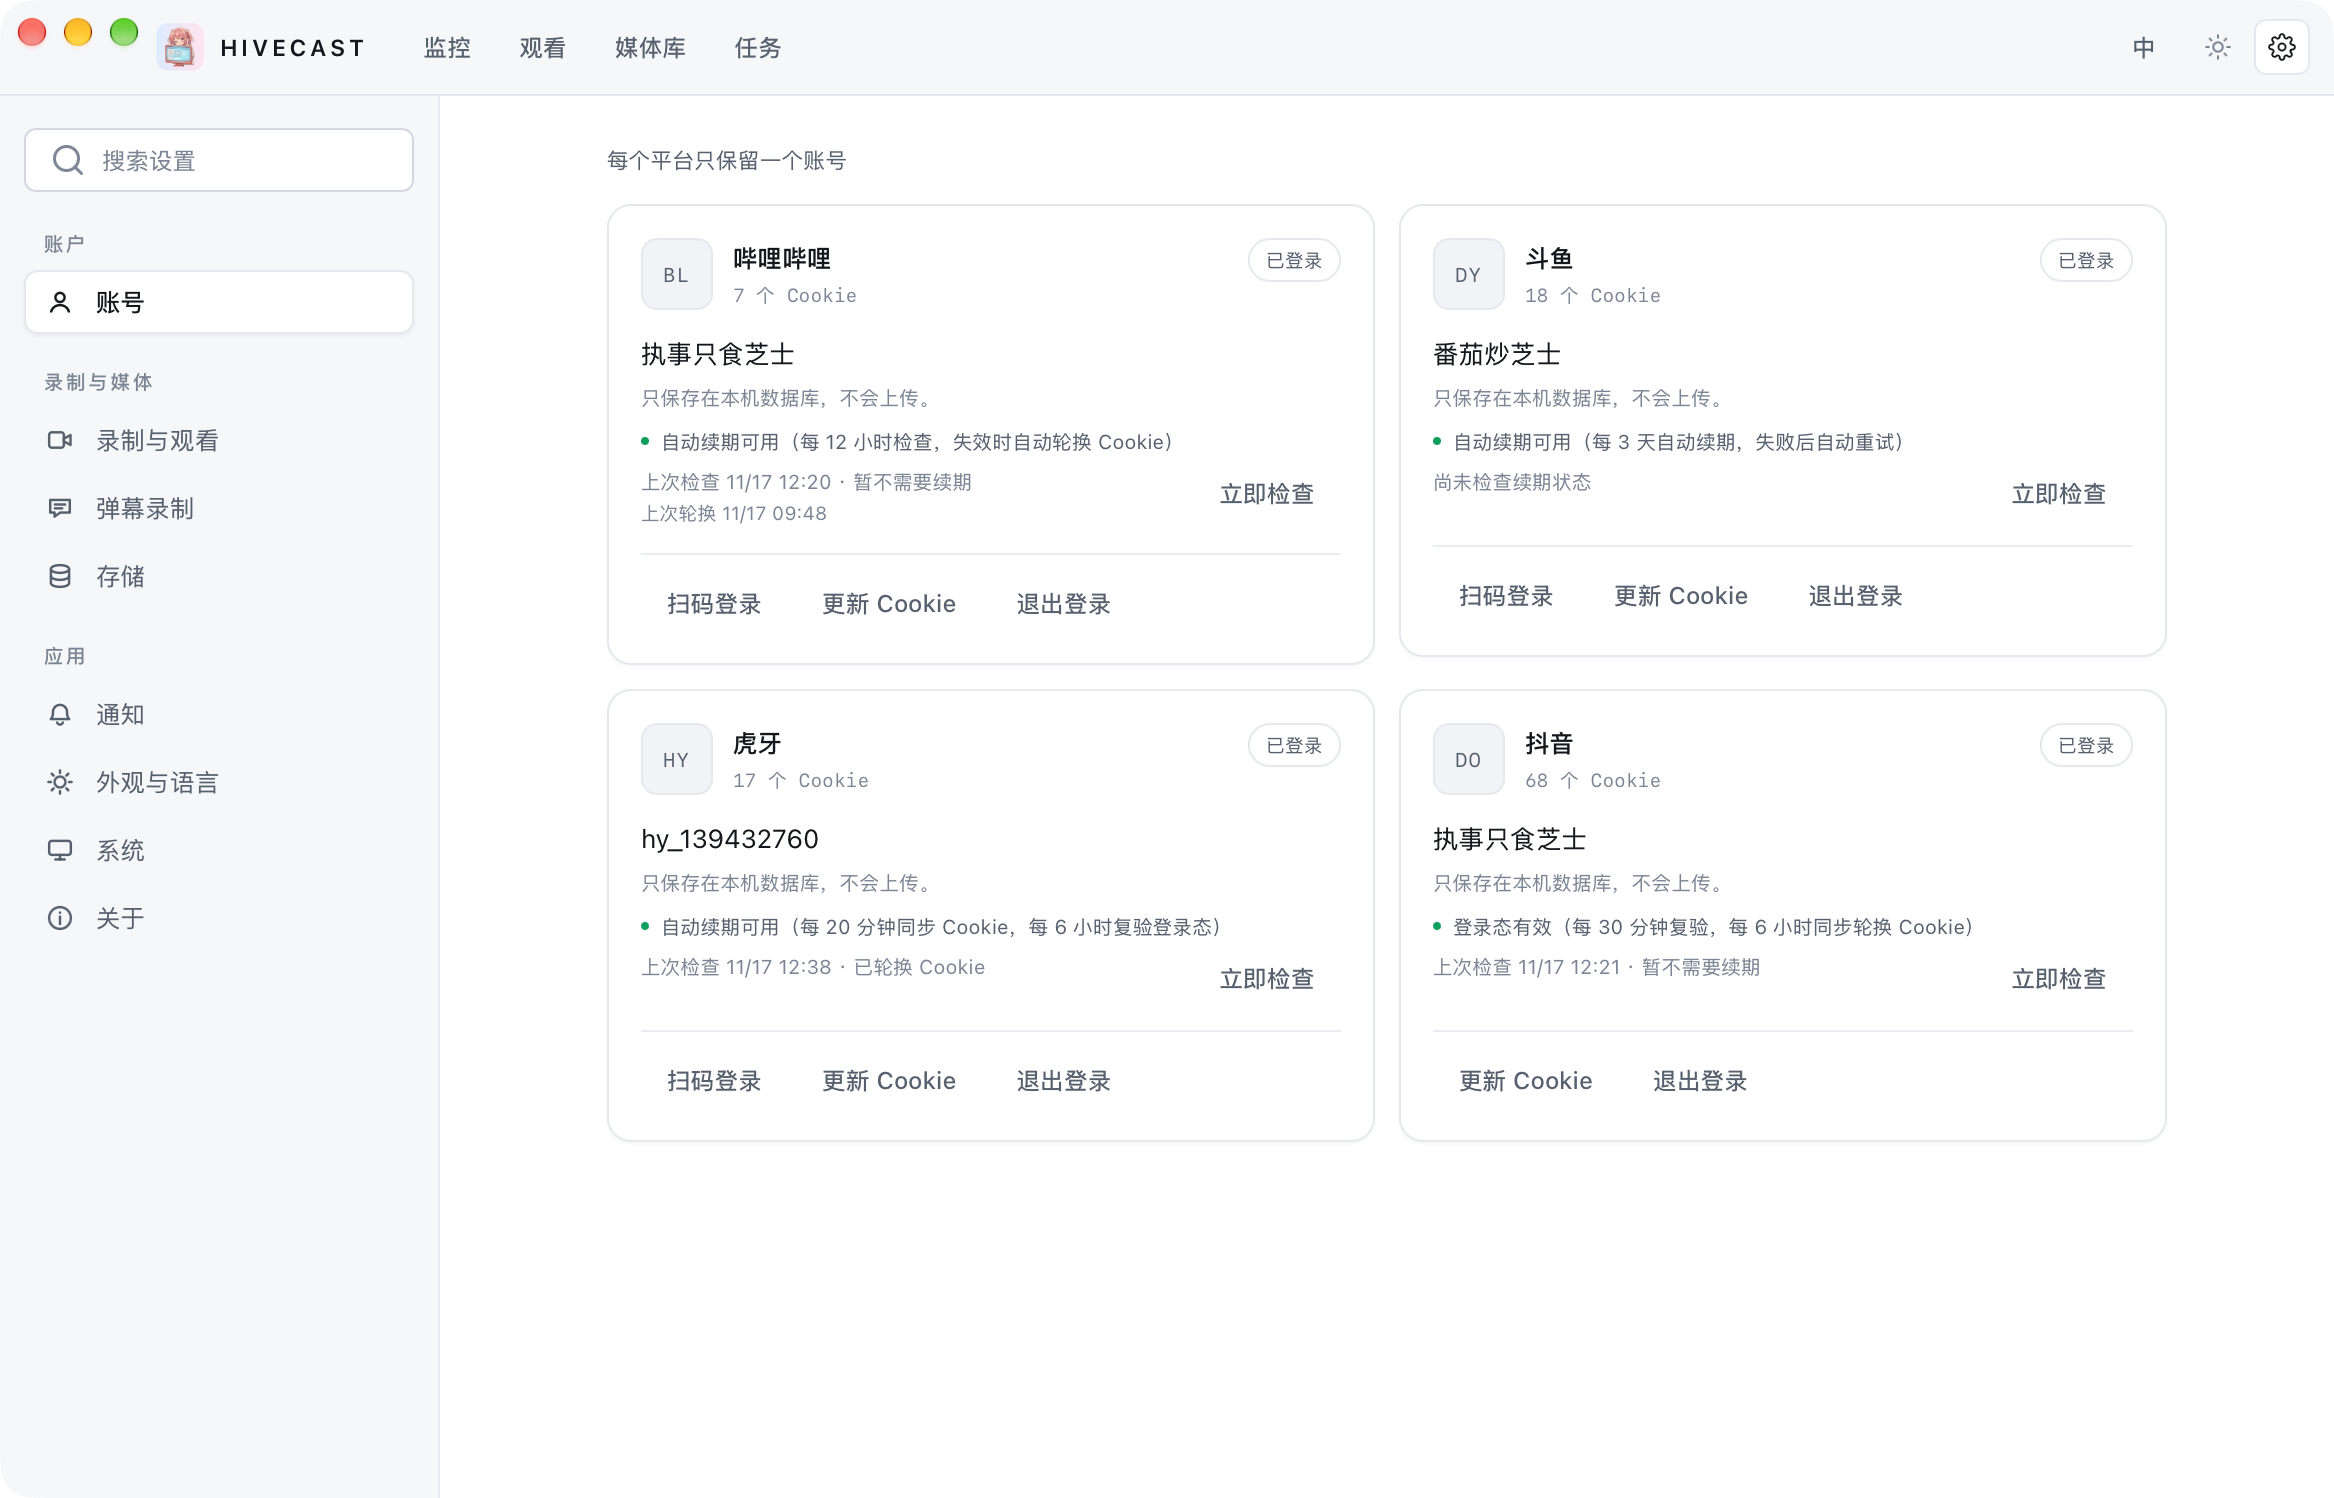 HIVECAST 监控 观看 媒体库 任务 中
搜索设置
账户
账号
录制与媒体
录制与观看
弹幕录制
存储
应用
通知
外观与语言
系统
关于
每个平台只保留一个账号
BL 哔哩哔哩 已登录
7 个 Cookie
执事只食芝士
只保存在本机数据库，不会上传。
自动续期可用（每 12 小时检查，失效时自动轮换 Cookie）
上次检查 11/17 12:20 · 暂不需要续期
上次轮换 11/17 09:48
立即检查
扫码登录 更新 Cookie 退出登录
DY 斗鱼 已登录
18 个 Cookie
番茄炒芝士
只保存在本机数据库，不会上传。
自动续期可用（每 3 天自动续期，失败后自动重试）
尚未检查续期状态
立即检查
扫码登录 更新 Cookie 退出登录
HY 虎牙 已登录
17 个 Cookie
hy_139432760
只保存在本机数据库，不会上传。
自动续期可用（每 20 分钟同步 Cookie，每 6 小时复验登录态）
上次检查 11/17 12:38 · 已轮换 Cookie
立即检查
扫码登录 更新 Cookie 退出登录
DO 抖音 已登录
68 个 Cookie
执事只食芝士
只保存在本机数据库，不会上传。
登录态有效（每 30 分钟复验，每 6 小时同步轮换 Cookie）
上次检查 11/17 12:21 · 暂不需要续期
立即检查
更新 Cookie 退出登录